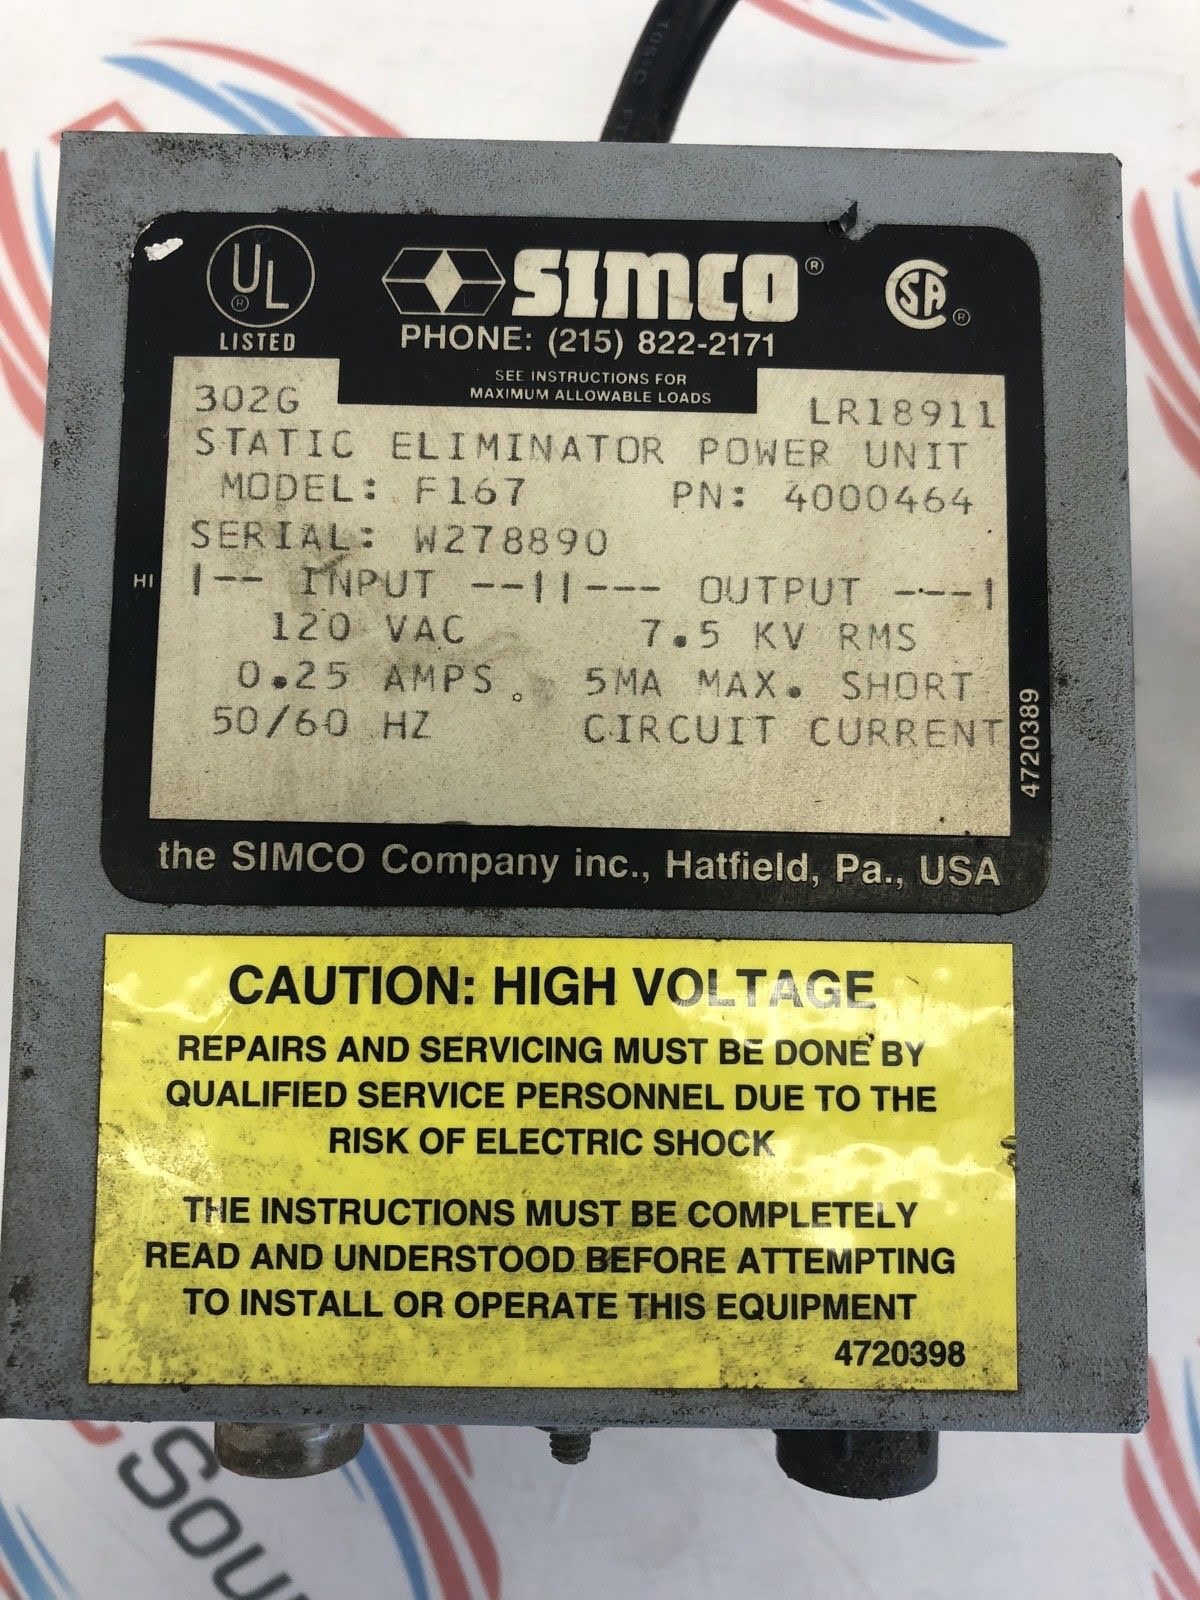 UL
®
LISTED
SIMCO®
CSA®
PHONE: (215) 822-2171
SEE INSTRUCTIONS FOR
MAXIMUM ALLOWABLE LOADS
302G LR18911
STATIC ELIMINATOR POWER UNIT
MODEL: F167 PN: 4000464
SERIAL: W278890
HI |-- INPUT --||--- OUTPUT ---|
120 VAC 7.5 KV RMS
0.25 AMPS. 5MA MAX. SHORT
50/60 HZ CIRCUIT CURRENT
4720389
the SIMCO Company inc., Hatfield, Pa., USA
CAUTION: HIGH VOLTAGE
REPAIRS AND SERVICING MUST BE DONE BY
QUALIFIED SERVICE PERSONNEL DUE TO THE
RISK OF ELECTRIC SHOCK
THE INSTRUCTIONS MUST BE COMPLETELY
READ AND UNDERSTOOD BEFORE ATTEMPTING
TO INSTALL OR OPERATE THIS EQUIPMENT
4720398